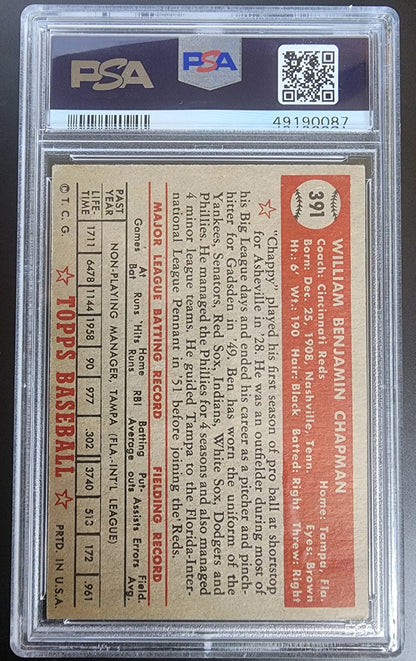 PSA
PSA
49190087
391
WILLIAM BENJAMIN CHAPMAN
Coach: Cincinnati Reds Home: Tampa, Fla.
Born: Dec. 25, 1908, Nashville, Tenn. Eyes: Brown
Ht.: 6' Wt.: 190 Hair: Black Batted: Right Threw: Right
"Chappy" played his first season of pro ball at shortstop
for Asheville in '28. He was an outfielder during most of
his Big League days and ended his career as a pitcher and pinch-
hitter for Gadsden in '49. Ben has worn the uniform of the
Yankees, Senators, Red Sox, Indians, White Sox, Dodgers and
Phillies. He managed the Phillies for 4 seasons and also managed
4 minor league teams. He guided Tampa to the Florida-Inter-
national League Pennant in '51 before joining the Reds.
MAJOR LEAGUE BATTING RECORD FIELDING RECORD
Games At Bat Runs Hits Home Runs RBI Batting Average Put-outs Assists Errors Field. Avg.
PAST YEAR NON-PLAYING MANAGER, TAMPA (FLA.-INT'L LEAGUE)
LIFE-TIME 1711 6478 1144 1958 90 977 .302 3740 513 172 .961
© T. C. G. TOPPS BASEBALL PRTD. IN U.S.A.